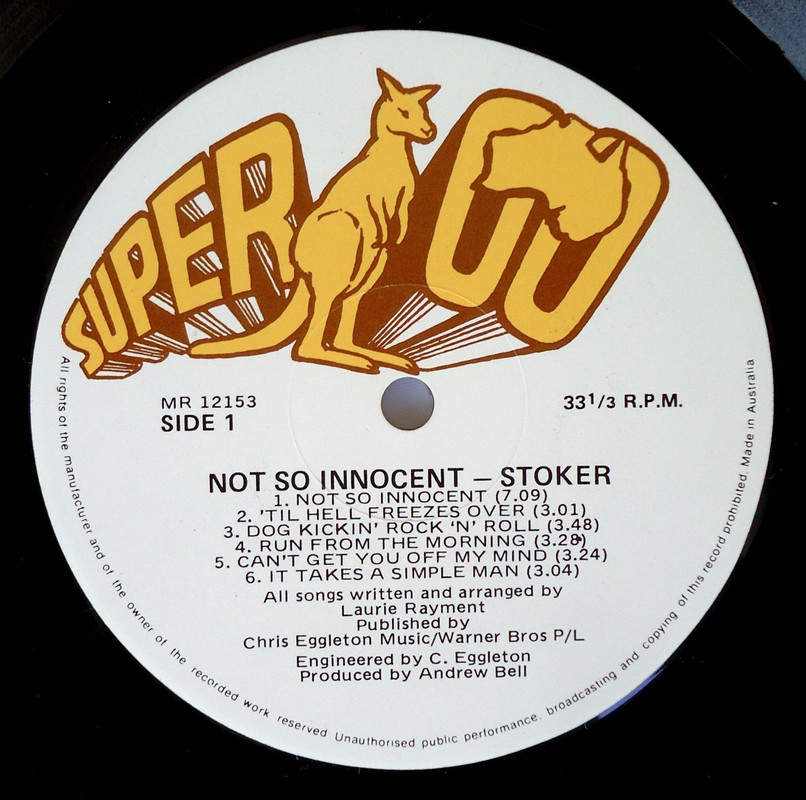 SUPER
MR 12153
SIDE 1
33 1/3 R.P.M.
NOT SO INNOCENT – STOKER
1. NOT SO INNOCENT (7.09)
2. 'TIL HELL FREEZES OVER (3.01)
3. DOG KICKIN' ROCK 'N' ROLL (3.48)
4. RUN FROM THE MORNING (3.28)
5. CAN'T GET YOU OFF MY MIND (3.24)
6. IT TAKES A SIMPLE MAN (3.04)
All songs written and arranged by
Laurie Rayment
Published by
Chris Eggleton Music/Warner Bros P/L
Engineered by C. Eggleton
Produced by Andrew Bell
All rights of the manufacturer and of the owner of the recorded work reserved Unauthorised public performance, broadcasting and copying of this record prohibited. Made in Australia